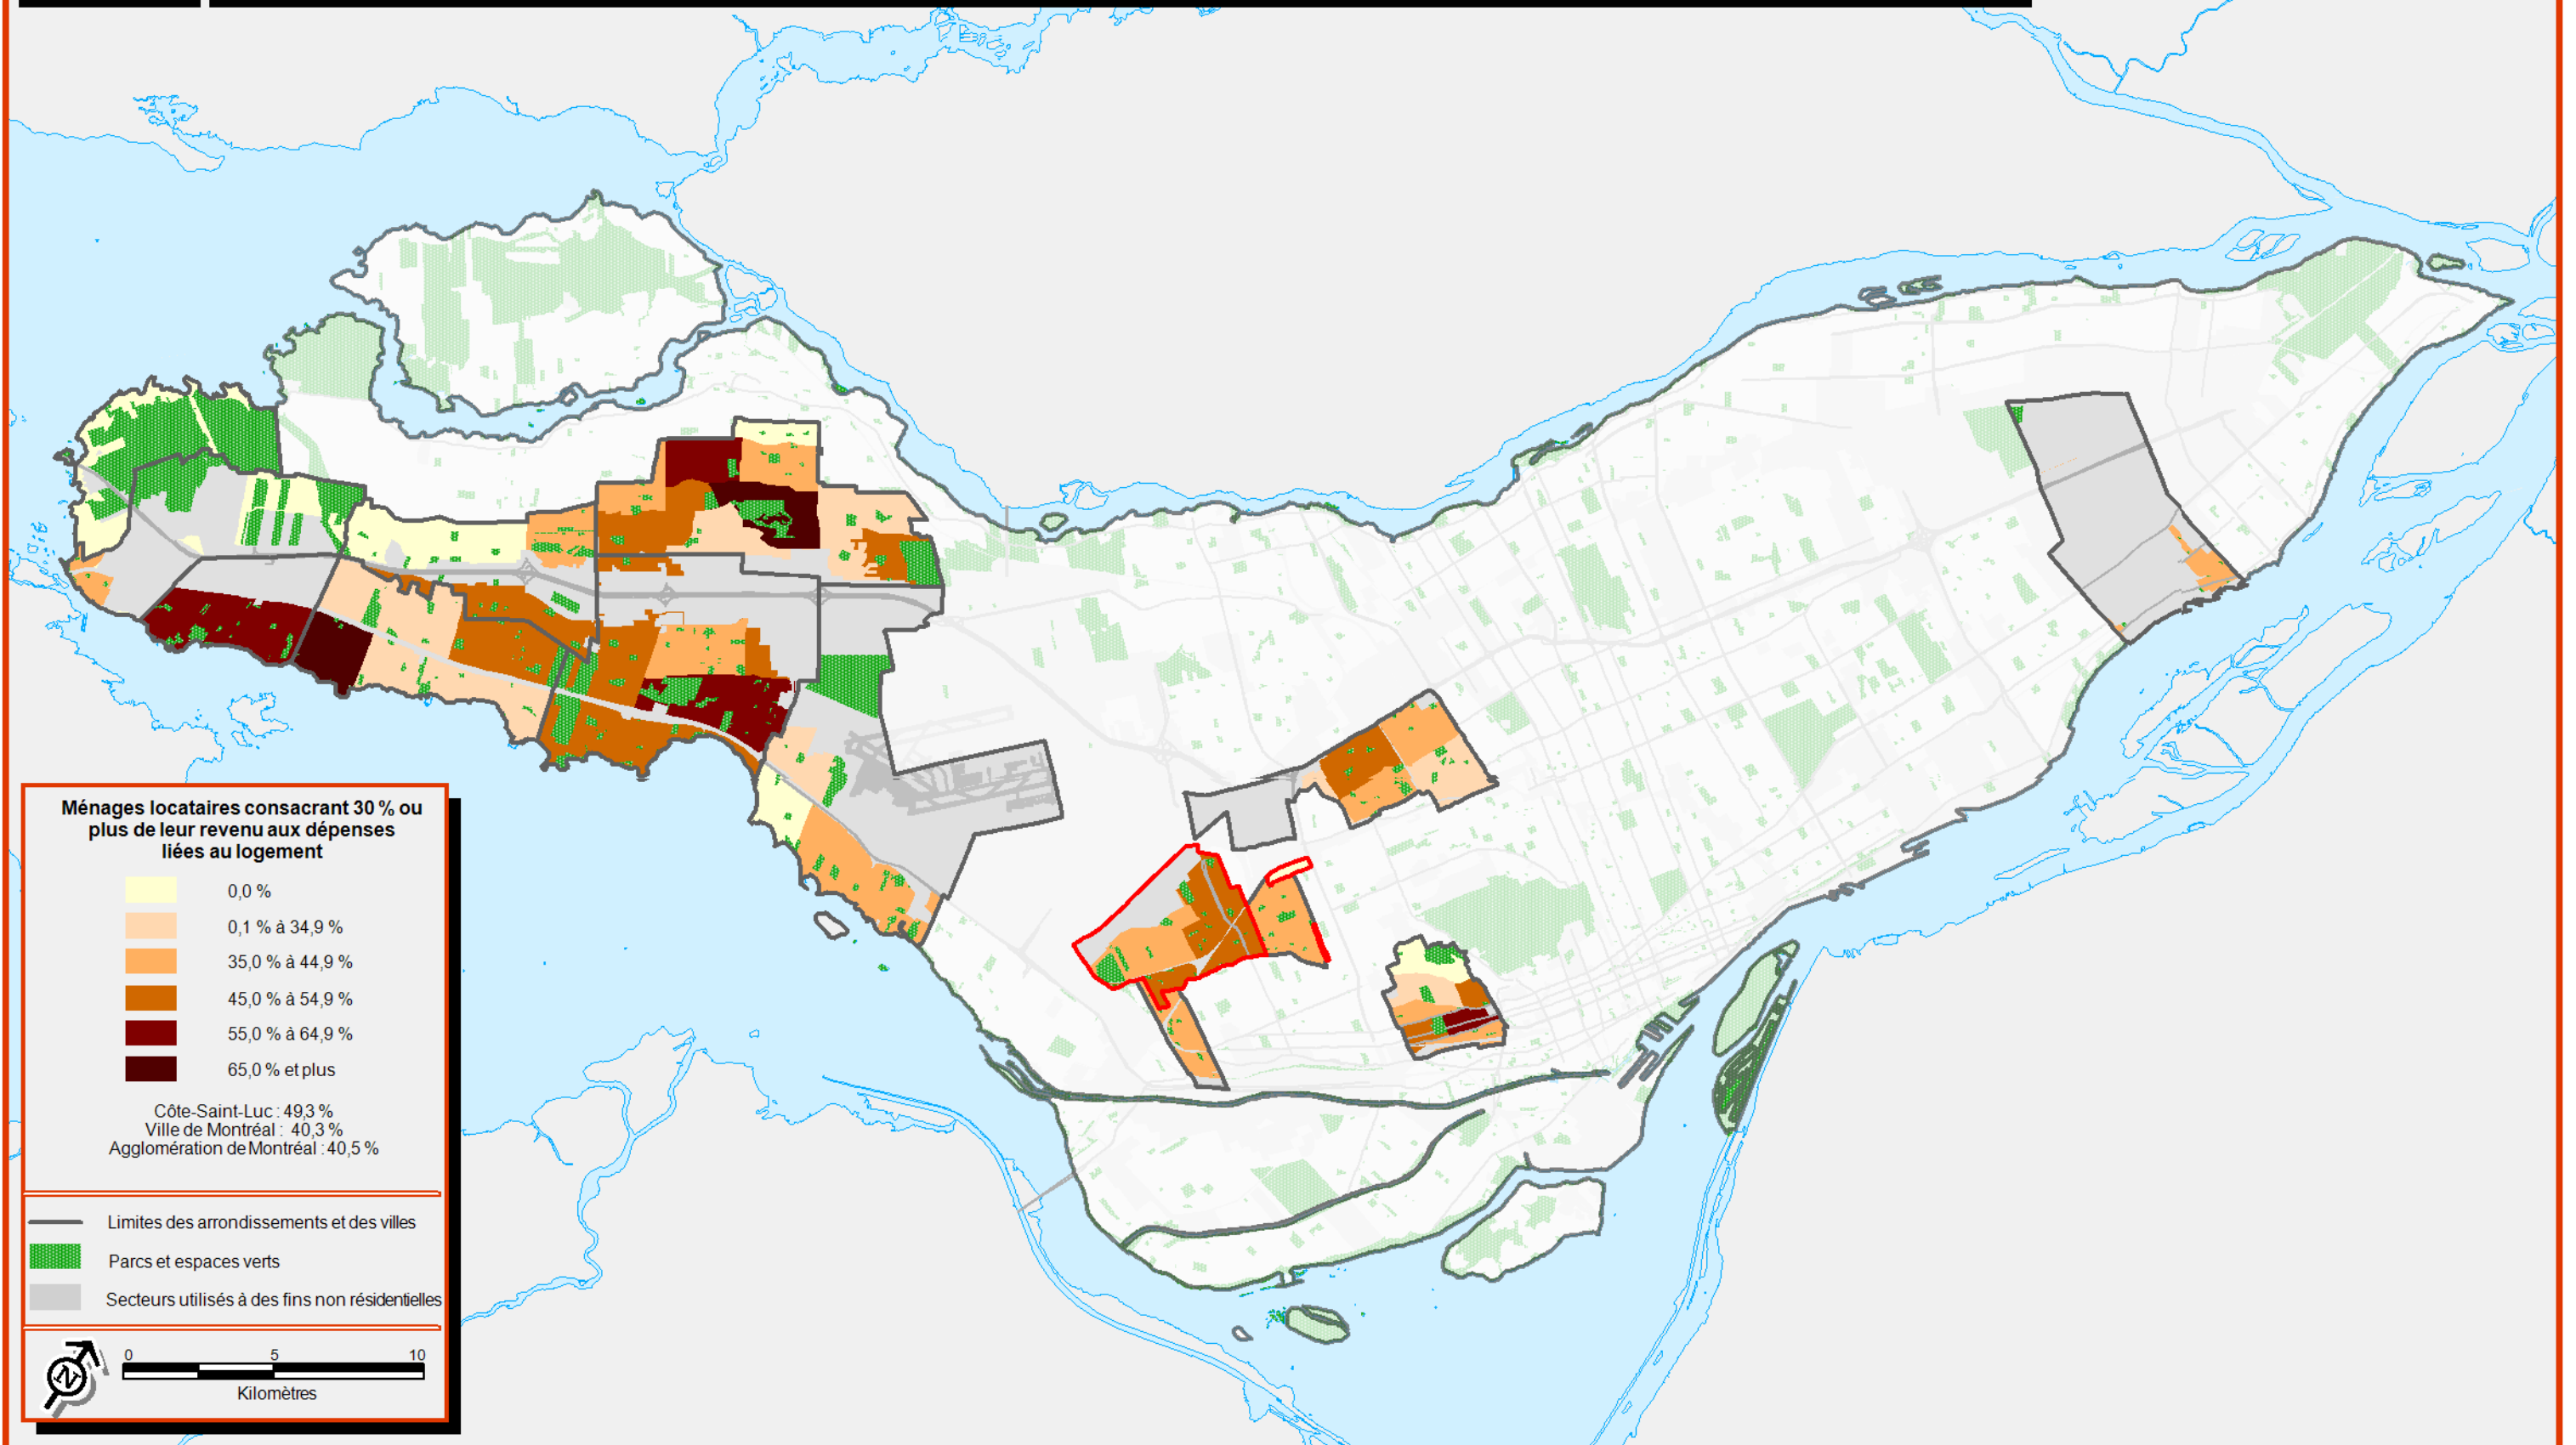 Ménages locataires consacrant 30 % ou
plus de leur revenu aux dépenses
liées au logement
0,0 %
0,1 % à 34,9 %
35,0 % à 44,9 %
45,0 % à 54,9 %
55,0 % à 64,9 %
65,0 % et plus
Côte-Saint-Luc : 49,3 %
Ville de Montréal : 40,3 %
Agglomération de Montréal : 40,5 %
Limites des arrondissements et des villes
Parcs et espaces verts
Secteurs utilisés à des fins non résidentielles
N
0 5 10
Kilomètres